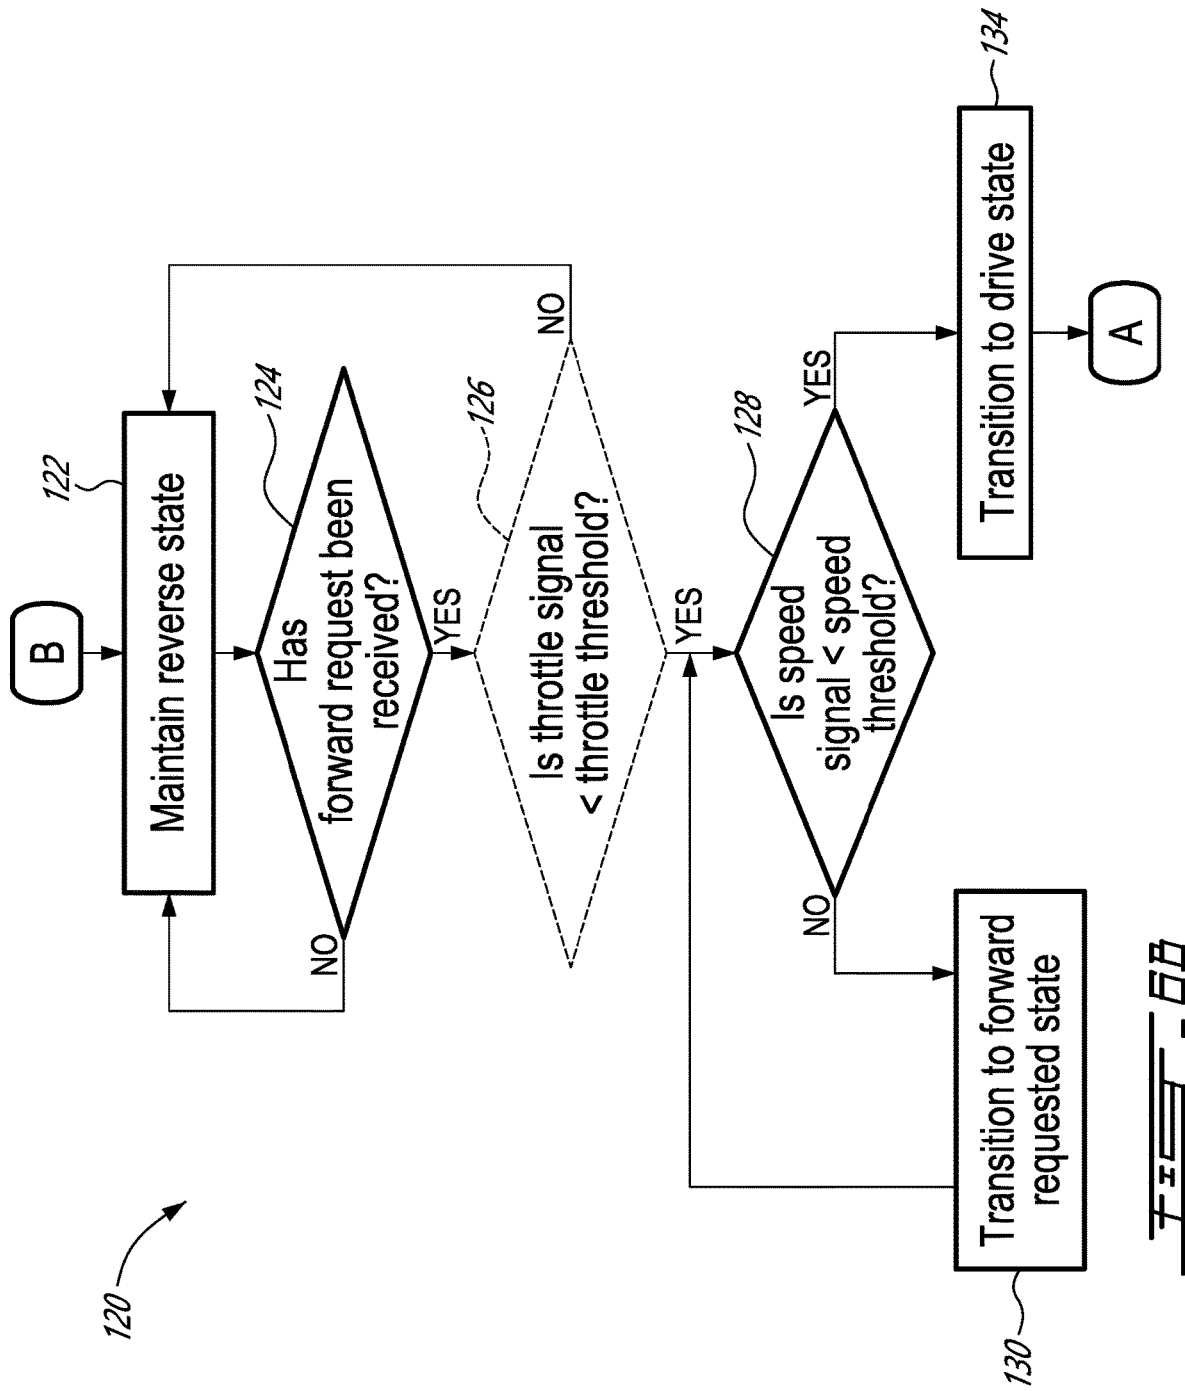 120
B
122
Maintain reverse state
124
Has
forward request been
received?
NO
YES
126
Is throttle signal
< throttle threshold?
NO
YES
128
Is speed
signal < speed
threshold?
NO
YES
130
Transition to forward
requested state
134
Transition to drive state
A
FIG-6B